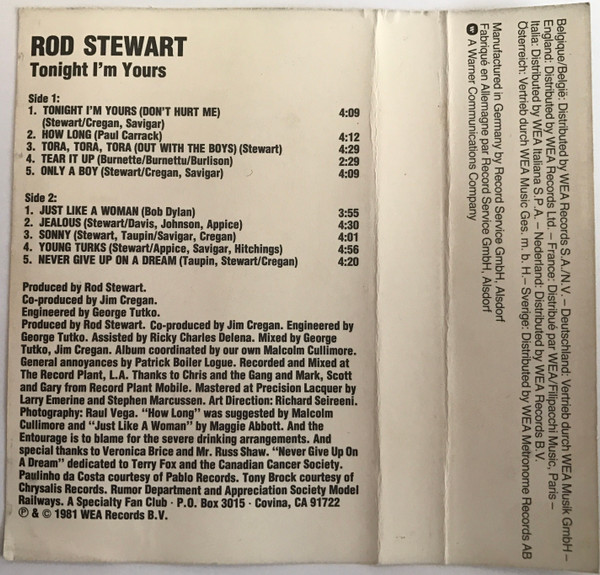 ROD STEWART
Tonight I'm Yours
Side 1:
1. TONIGHT I'M YOURS (DON'T HURT ME) 4:09
(Stewart/Cregan, Savigar)
2. HOW LONG (Paul Carrack) 4:12
3. TORA, TORA, TORA (OUT WITH THE BOYS) (Stewart) 4:29
4. TEAR IT UP (Burnette/Burnettu/Burlison) 2:29
5. ONLY A BOY (Stewart/Cregan, Savigar) 4:09
Side 2:
1. JUST LIKE A WOMAN (Bob Dylan) 3:55
2. JEALOUS (Stewart/Davis, Johnson, Appice) 4:30
3. SONNY (Stewart, Taupin/Savigar, Cregan) 4:01
4. YOUNG TURKS (Stewart/Appice, Savigar, Hitchings) 4:56
5. NEVER GIVE UP ON A DREAM (Taupin, Stewart/Cregan) 4:20
Produced by Rod Stewart.
Co-produced by Jim Cregan.
Engineered by George Tutko.
Produced by Rod Stewart. Co-produced by Jim Cregan. Engineered by
George Tutko. Assisted by Ricky Charles Delena. Mixed by George
Tutko, Jim Cregan. Album coordinated by our own Malcolm Cullimore.
General annoyances by Patrick Boiler Logue. Recorded and Mixed at
The Record Plant, L.A. Thanks to Chris and the Gang and Mark, Scott
and Gary from Record Plant Mobile. Mastered at Precision Lacquer by
Larry Emerine and Stephen Marcussen. Art Direction: Richard Seireeni.
Photography: Raul Vega. "How Long" was suggested by Malcolm
Cullimore and "Just Like A Woman" by Maggie Abbott. And the
Entourage is to blame for the severe drinking arrangements. And
special thanks to Veronica Brice and Mr. Russ Shaw. "Never Give Up On
A Dream" dedicated to Terry Fox and the Canadian Cancer Society.
Paulinho da Costa courtesy of Pablo Records. Tony Brock courtesy of
Chrysalis Records. Rumor Department and Appreciation Society Model
Railways. A Specialty Fan Club · P.O. Box 3015 · Covina, CA 91722
℗ & © 1981 WEA Records B.V.
Belgique/België: Distributed by WEA Records S.A./N.V. – Deutschland: Vertrieb durch WEA Musik GmbH –
England: Distributed by WEA Records Ltd. – France: Distribué par WEA/Filipacchi Music, Paris –
Italia: Distributed by WEA Italiana S.P.A. – Nederland: Distributed by WEA Records B.V.
Österreich: Vertrieb durch WEA Music Ges. m. b. H. – Sverige: Distributed by WEA Metronome Records AB
Manufactured in Germany by Record Service GmbH, Alsdorf
Fabriqué en Allemagne par Record Service GmbH, Alsdorf
A Warner Communications Company